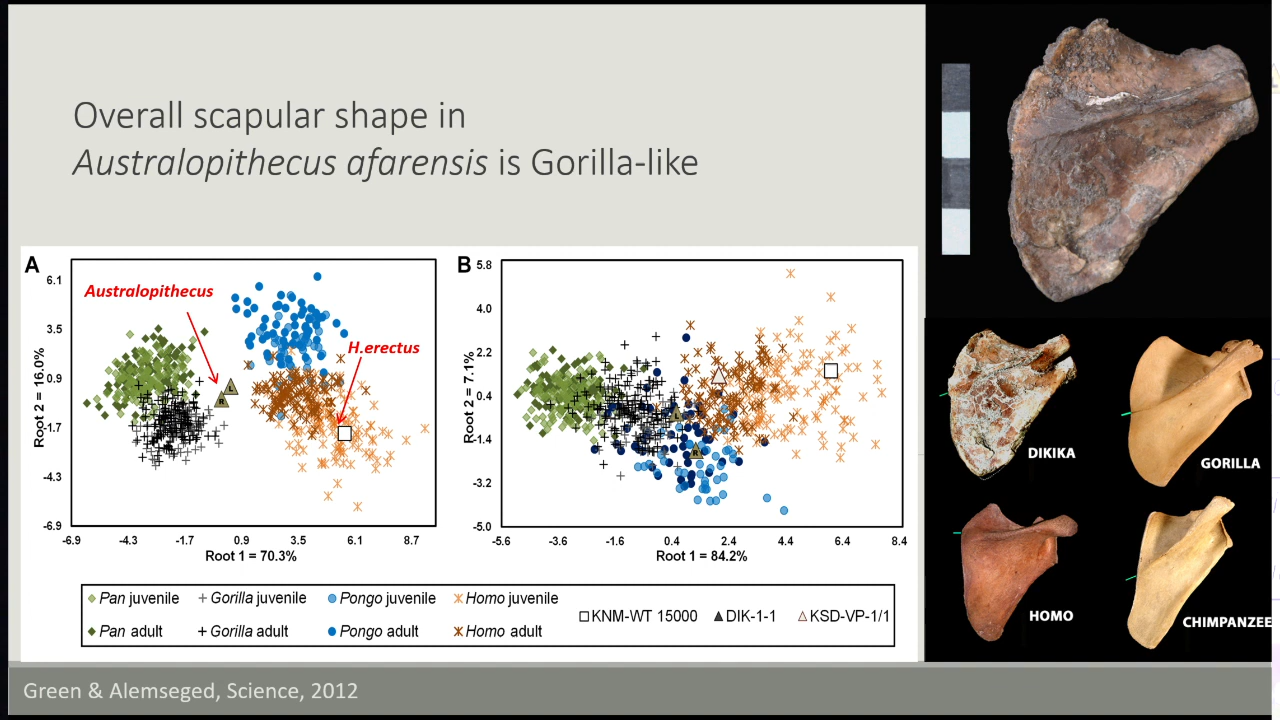 Overall scapular shape in
Australopithecus afarensis is Gorilla-like
A
6.1
3.5
0.9
-1.7
-4.3
-6.9
Root 2 = 16.0%
-6.9 -4.3 -1.7 0.9 3.5 6.1 8.7
Root 1 = 70.3%
Australopithecus
H.erectus
L
R
B
5.8
4.0
2.2
0.4
-1.4
-3.2
-5.0
Root 2 = 7.1%
-5.6 -3.6 -1.6 0.4 2.4 4.4 6.4 8.4
Root 1 = 84.2%
L
R
Pan juvenile Gorilla juvenile Pongo juvenile Homo juvenile
Pan adult Gorilla adult Pongo adult Homo adult
KNM-WT 15000 DIK-1-1 KSD-VP-1/1
DIKIKA
GORILLA
HOMO
CHIMPANZEE
Green & Alemseged, Science, 2012